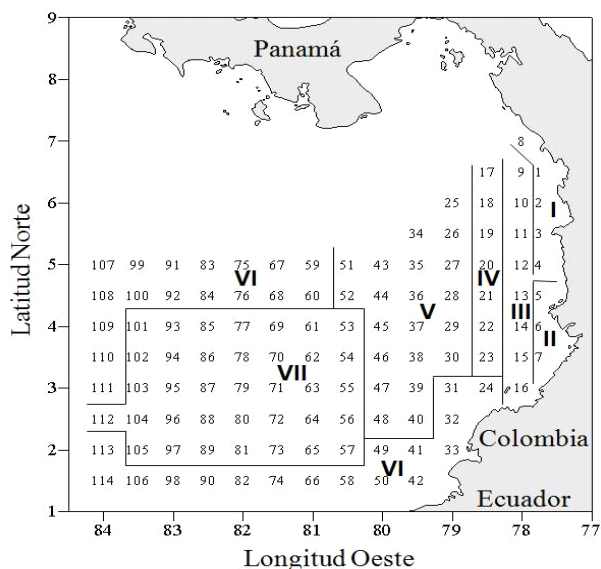 9
Panamá
8
7
8
17 9 1
6 25 18 10 2 I
34 26 19 11 3
5 107 99 91 83 75 67 59 51 43 35 27 20 12 4
VI IV
108 100 92 84 76 68 60 52 44 36 28 21 13 5
V III
4 109 101 93 85 77 69 61 53 45 37 29 22 14 6
II
110 102 94 86 78 70 62 54 46 38 30 23 15 7
VII
3 111 103 95 87 79 71 63 55 47 39 31 24 16
112 104 96 88 80 72 64 56 48 40 32
Colombia
2 113 105 97 89 81 73 65 57 49 41 33
VI
114 106 98 90 82 74 66 58 50 42
Ecuador
1
84 83 82 81 80 79 78 77
Latitud Norte
Longitud Oeste